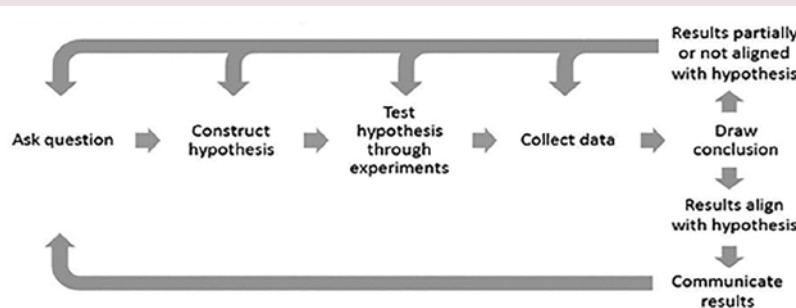 Results partially
or not aligned
with hypothesis
Ask question
Construct
hypothesis
Test
hypothesis
through
experiments
Collect data
Draw
conclusion
Results align
with hypothesis
Communicate
results